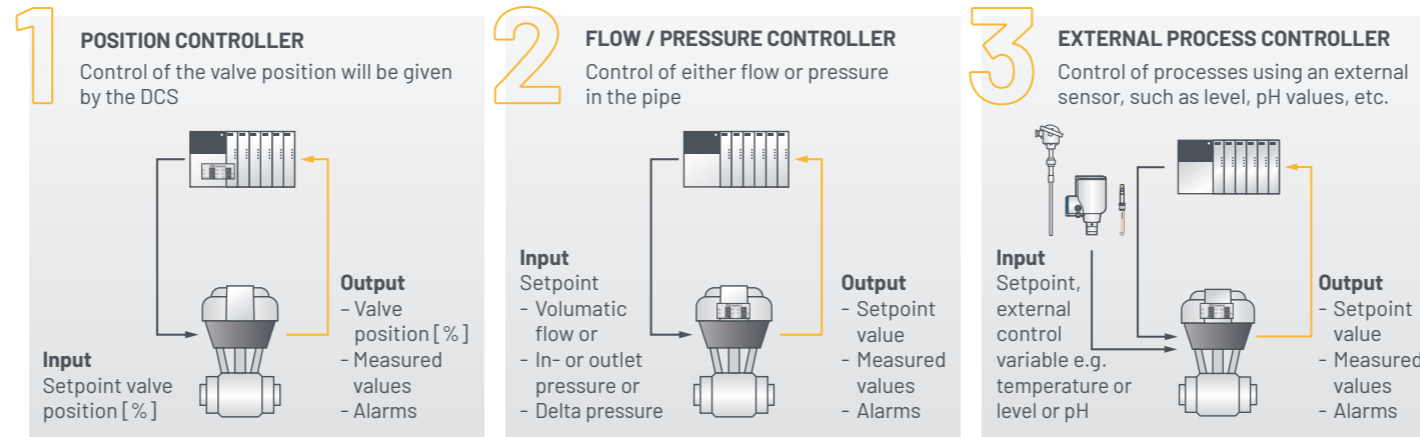 1
POSITION CONTROLLER
Control of the valve position will be given
by the DCS
Input
Setpoint valve
position [%]
Output
- Valve
position [%]
- Measured
values
- Alarms
2
FLOW / PRESSURE CONTROLLER
Control of either flow or pressure
in the pipe
Input
Setpoint
- Volumatic
flow or
- In- or outlet
pressure or
- Delta pressure
Output
- Setpoint
value
- Measured
values
- Alarms
3
EXTERNAL PROCESS CONTROLLER
Control of processes using an external
sensor, such as level, pH values, etc.
Input
Setpoint,
external
control
variable e.g.
temperature or
level or pH
Output
- Setpoint
value
- Measured
values
- Alarms